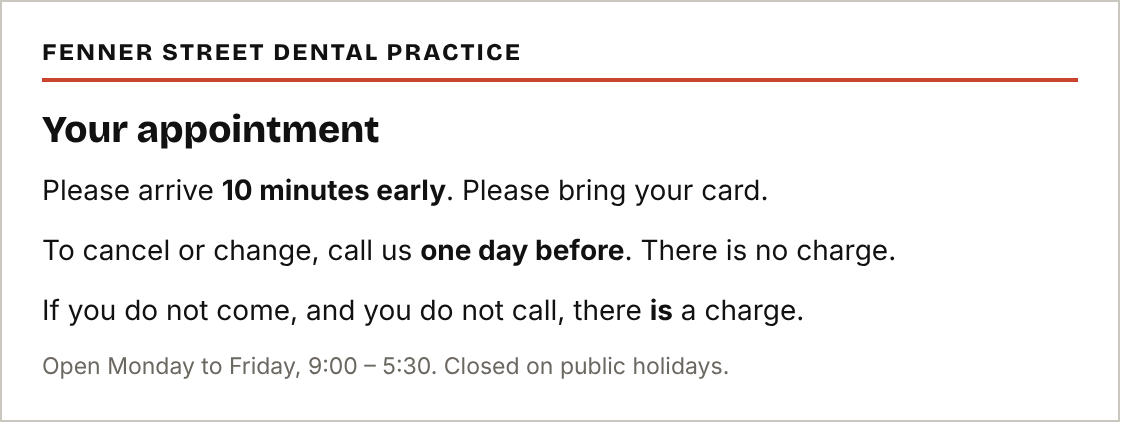 FENNER STREET DENTAL PRACTICE
Your appointment
Please arrive 10 minutes early. Please bring your card.
To cancel or change, call us one day before. There is no charge.
If you do not come, and you do not call, there is a charge.
Open Monday to Friday, 9:00 – 5:30. Closed on public holidays.